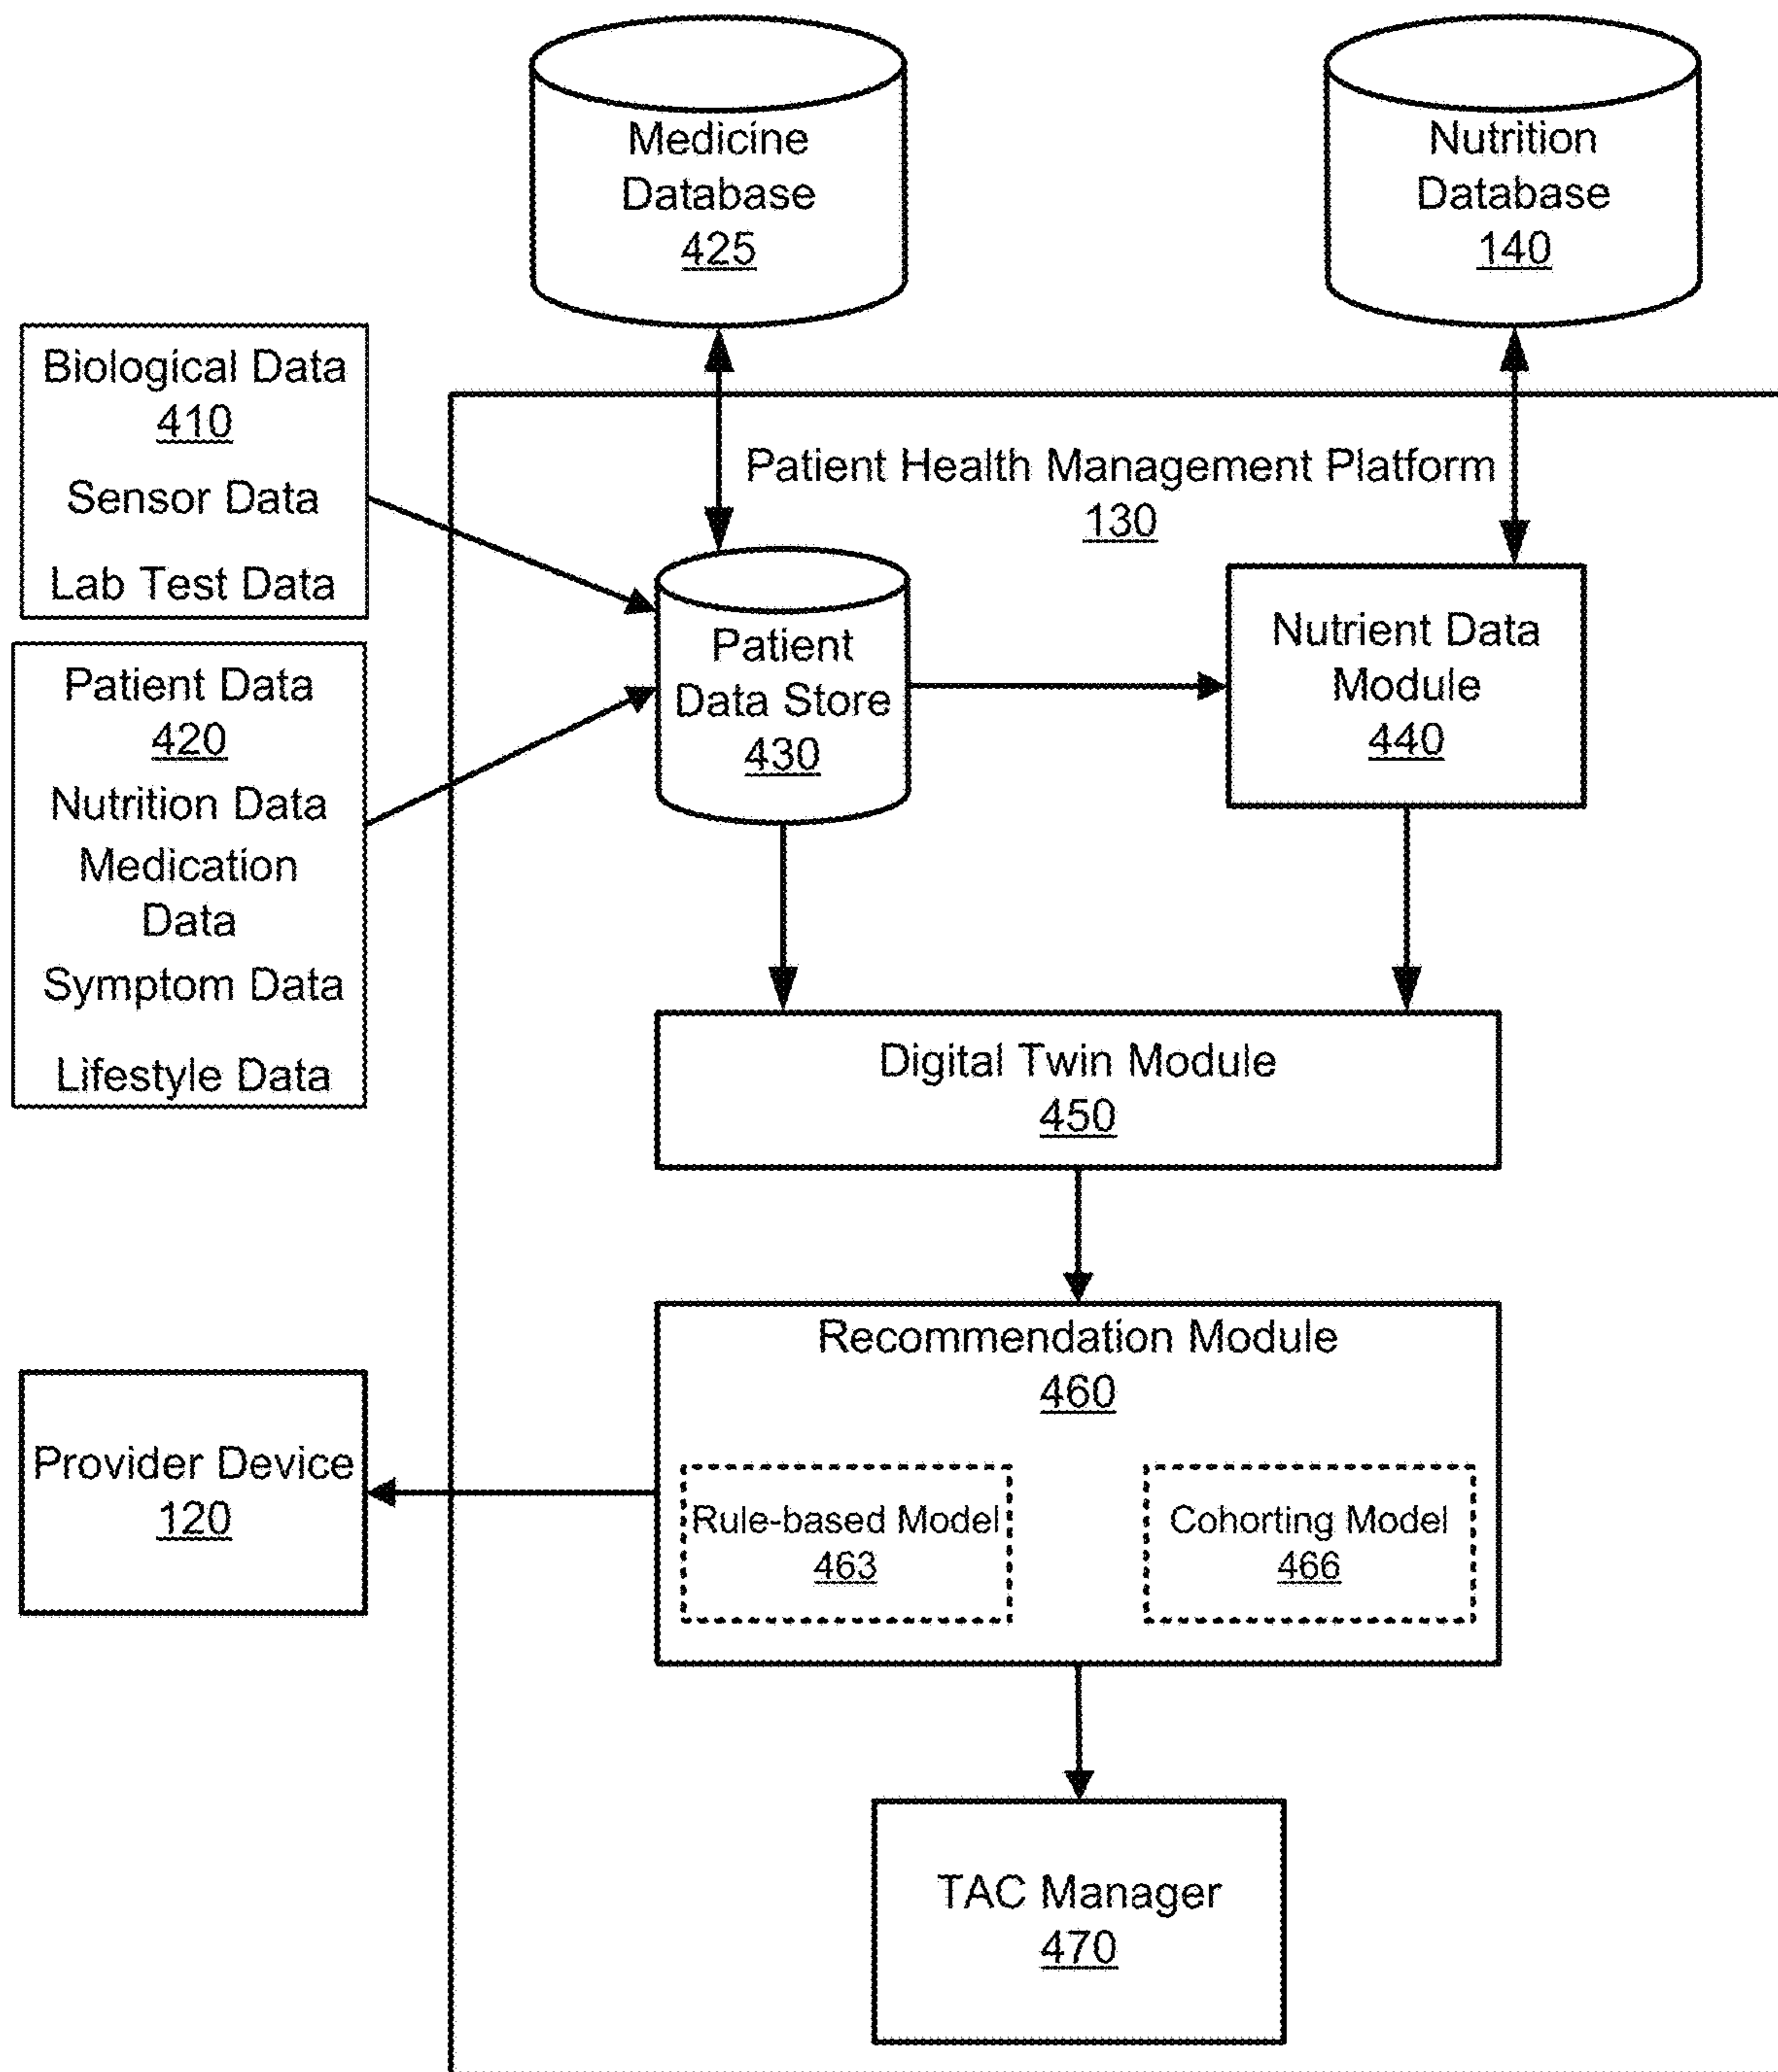 Medicine
Database
425
Nutrition
Database
140
Biological Data
410
Sensor Data
Lab Test Data
Patient Health Management Platform
130
Patient Data
420
Nutrition Data
Medication
Data
Symptom Data
Lifestyle Data
Patient
Data Store
430
Nutrient Data
Module
440
Digital Twin Module
450
Recommendation Module
460
Rule-based Model
463
Cohorting Model
466
Provider Device
120
TAC Manager
470